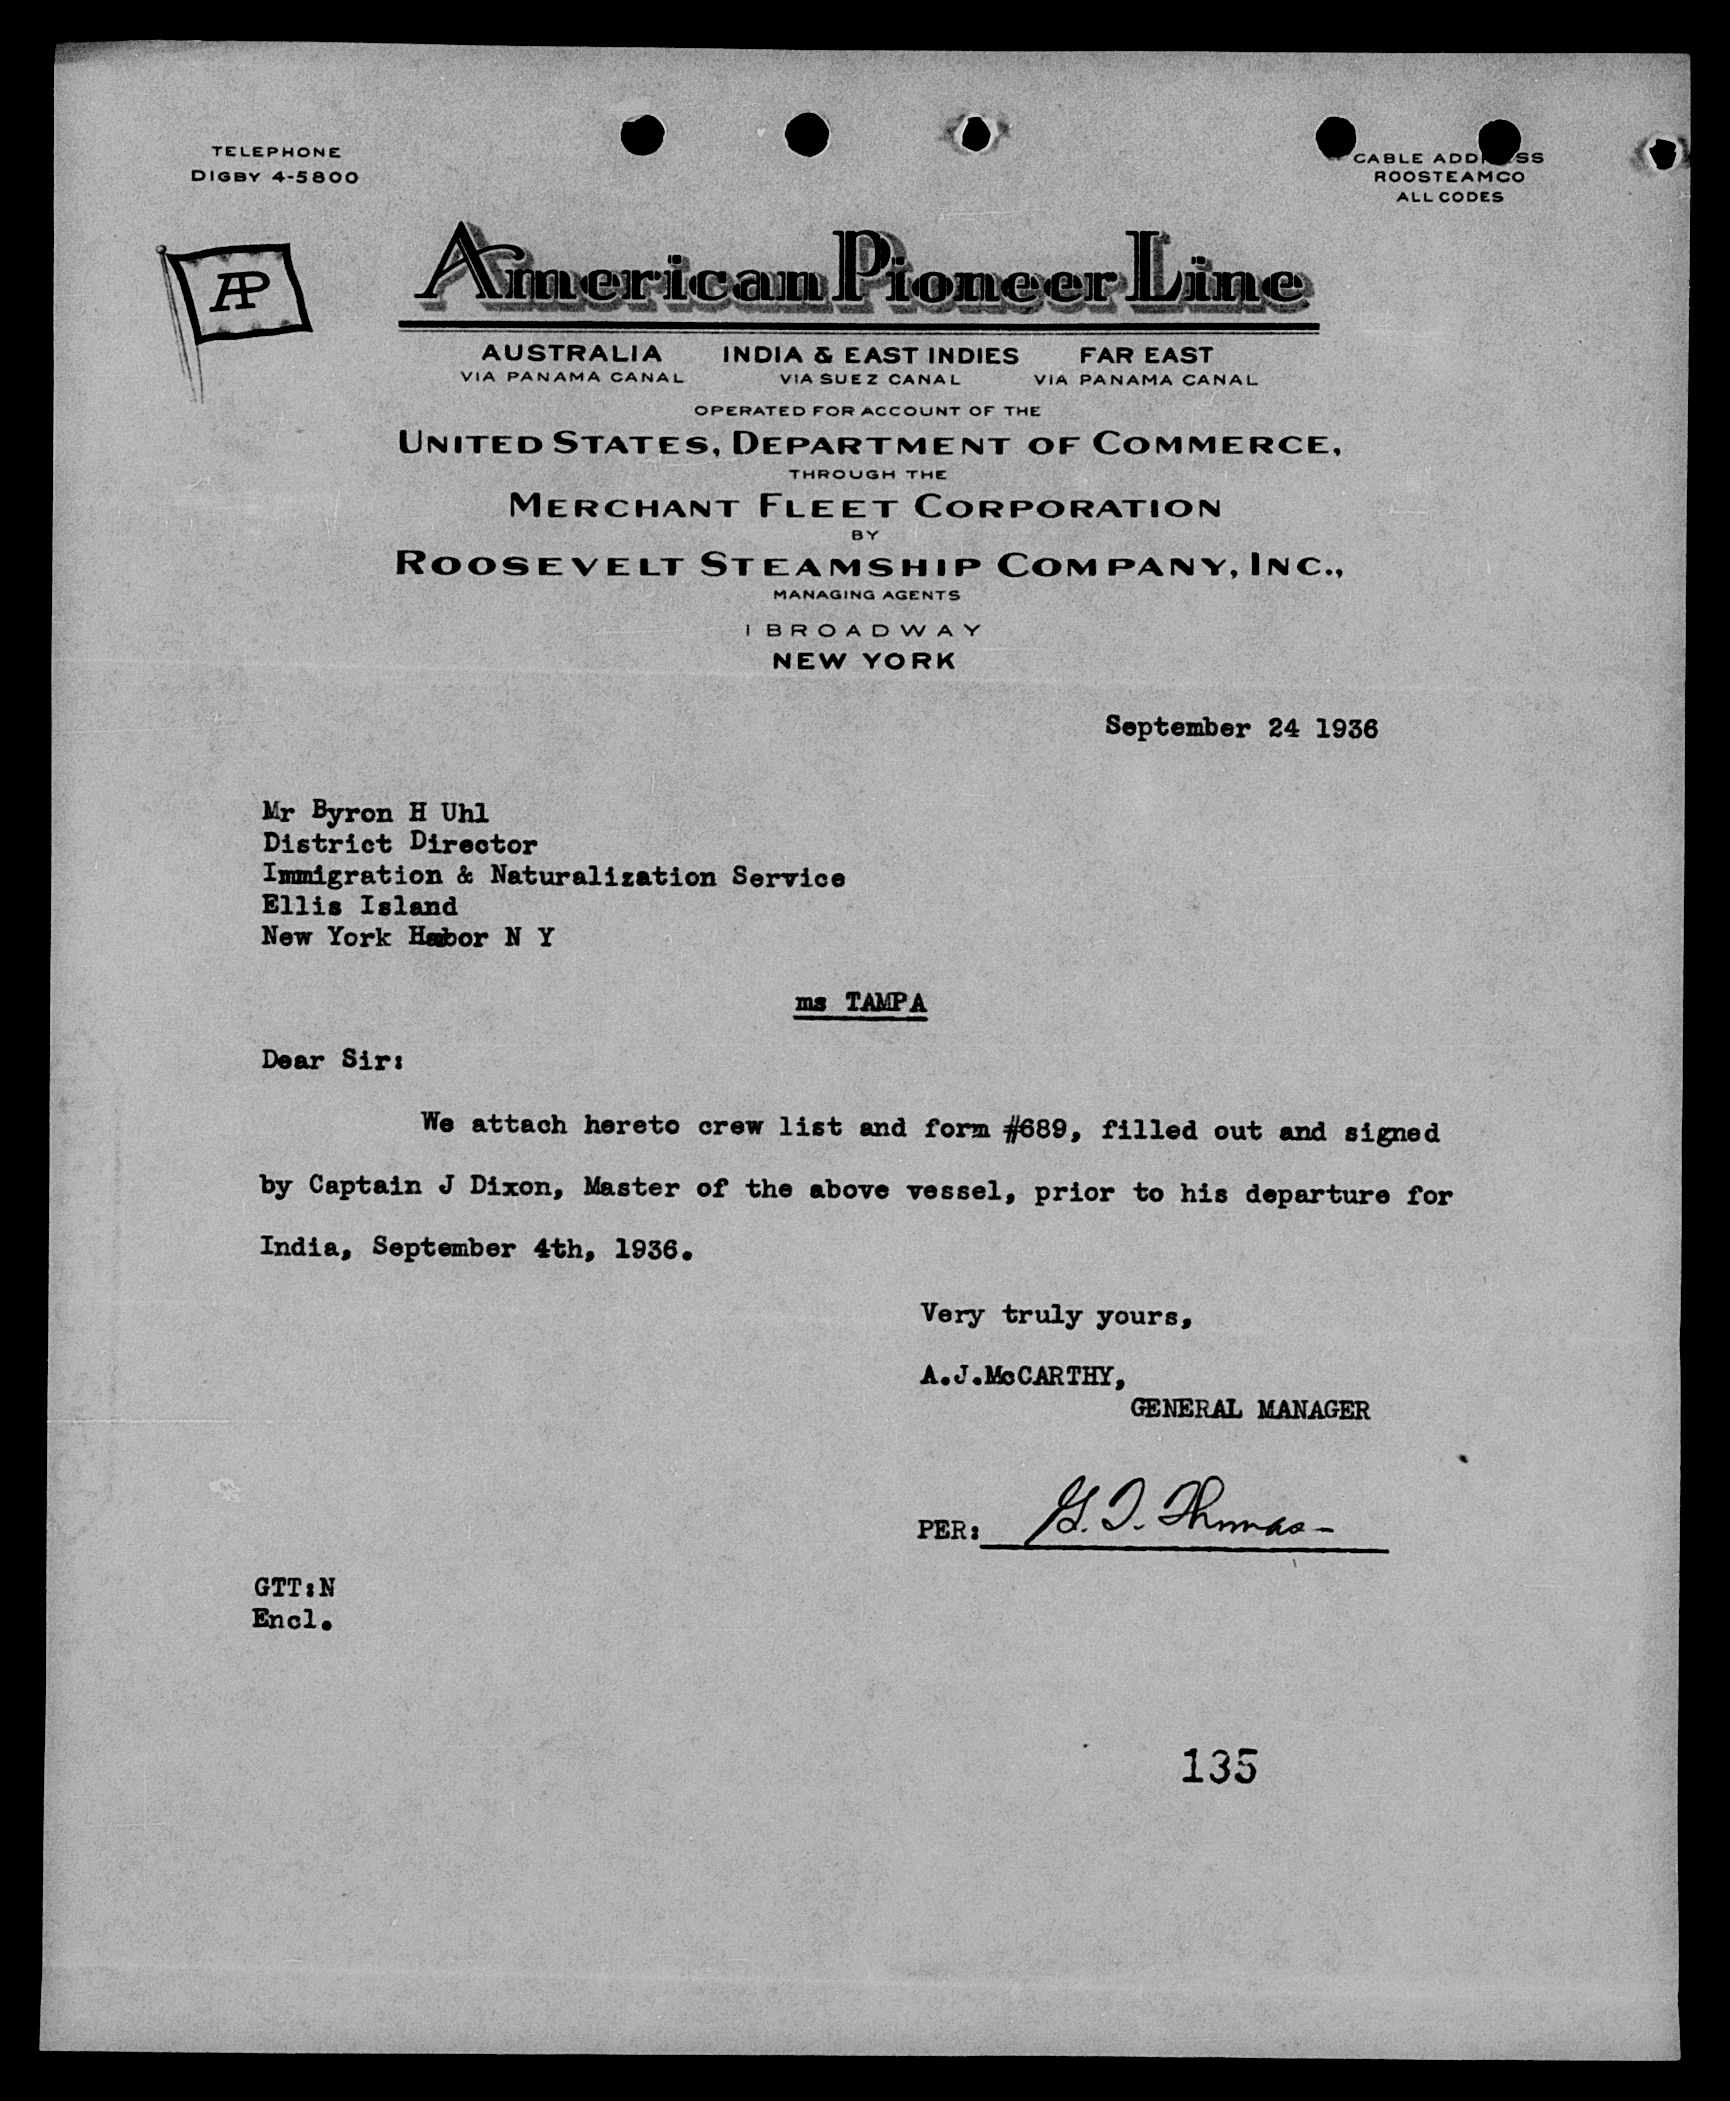 TELEPHONE
DIGBY 4-5800
CABLE ADDRESS
ROOSTEAMCO
ALL CODES
AP
American Pioneer Line
AUSTRALIA INDIA & EAST INDIES FAR EAST
VIA PANAMA CANAL VIA SUEZ CANAL VIA PANAMA CANAL
OPERATED FOR ACCOUNT OF THE
UNITED STATES, DEPARTMENT OF COMMERCE,
THROUGH THE
MERCHANT FLEET CORPORATION
BY
ROOSEVELT STEAMSHIP COMPANY, INC.,
MANAGING AGENTS
1 BROADWAY
NEW YORK
September 24 1936
Mr Byron H Uhl
District Director
Immigration & Naturalization Service
Ellis Island
New York Habor N Y
ms TAMPA
Dear Sir:
We attach hereto crew list and form #689, filled out and signed
by Captain J Dixon, Master of the above vessel, prior to his departure for
India, September 4th, 1936.
Very truly yours,
A.J.McCARTHY,
GENERAL MANAGER
PER: G. T. Thomas
GTT:N
Encl.
135